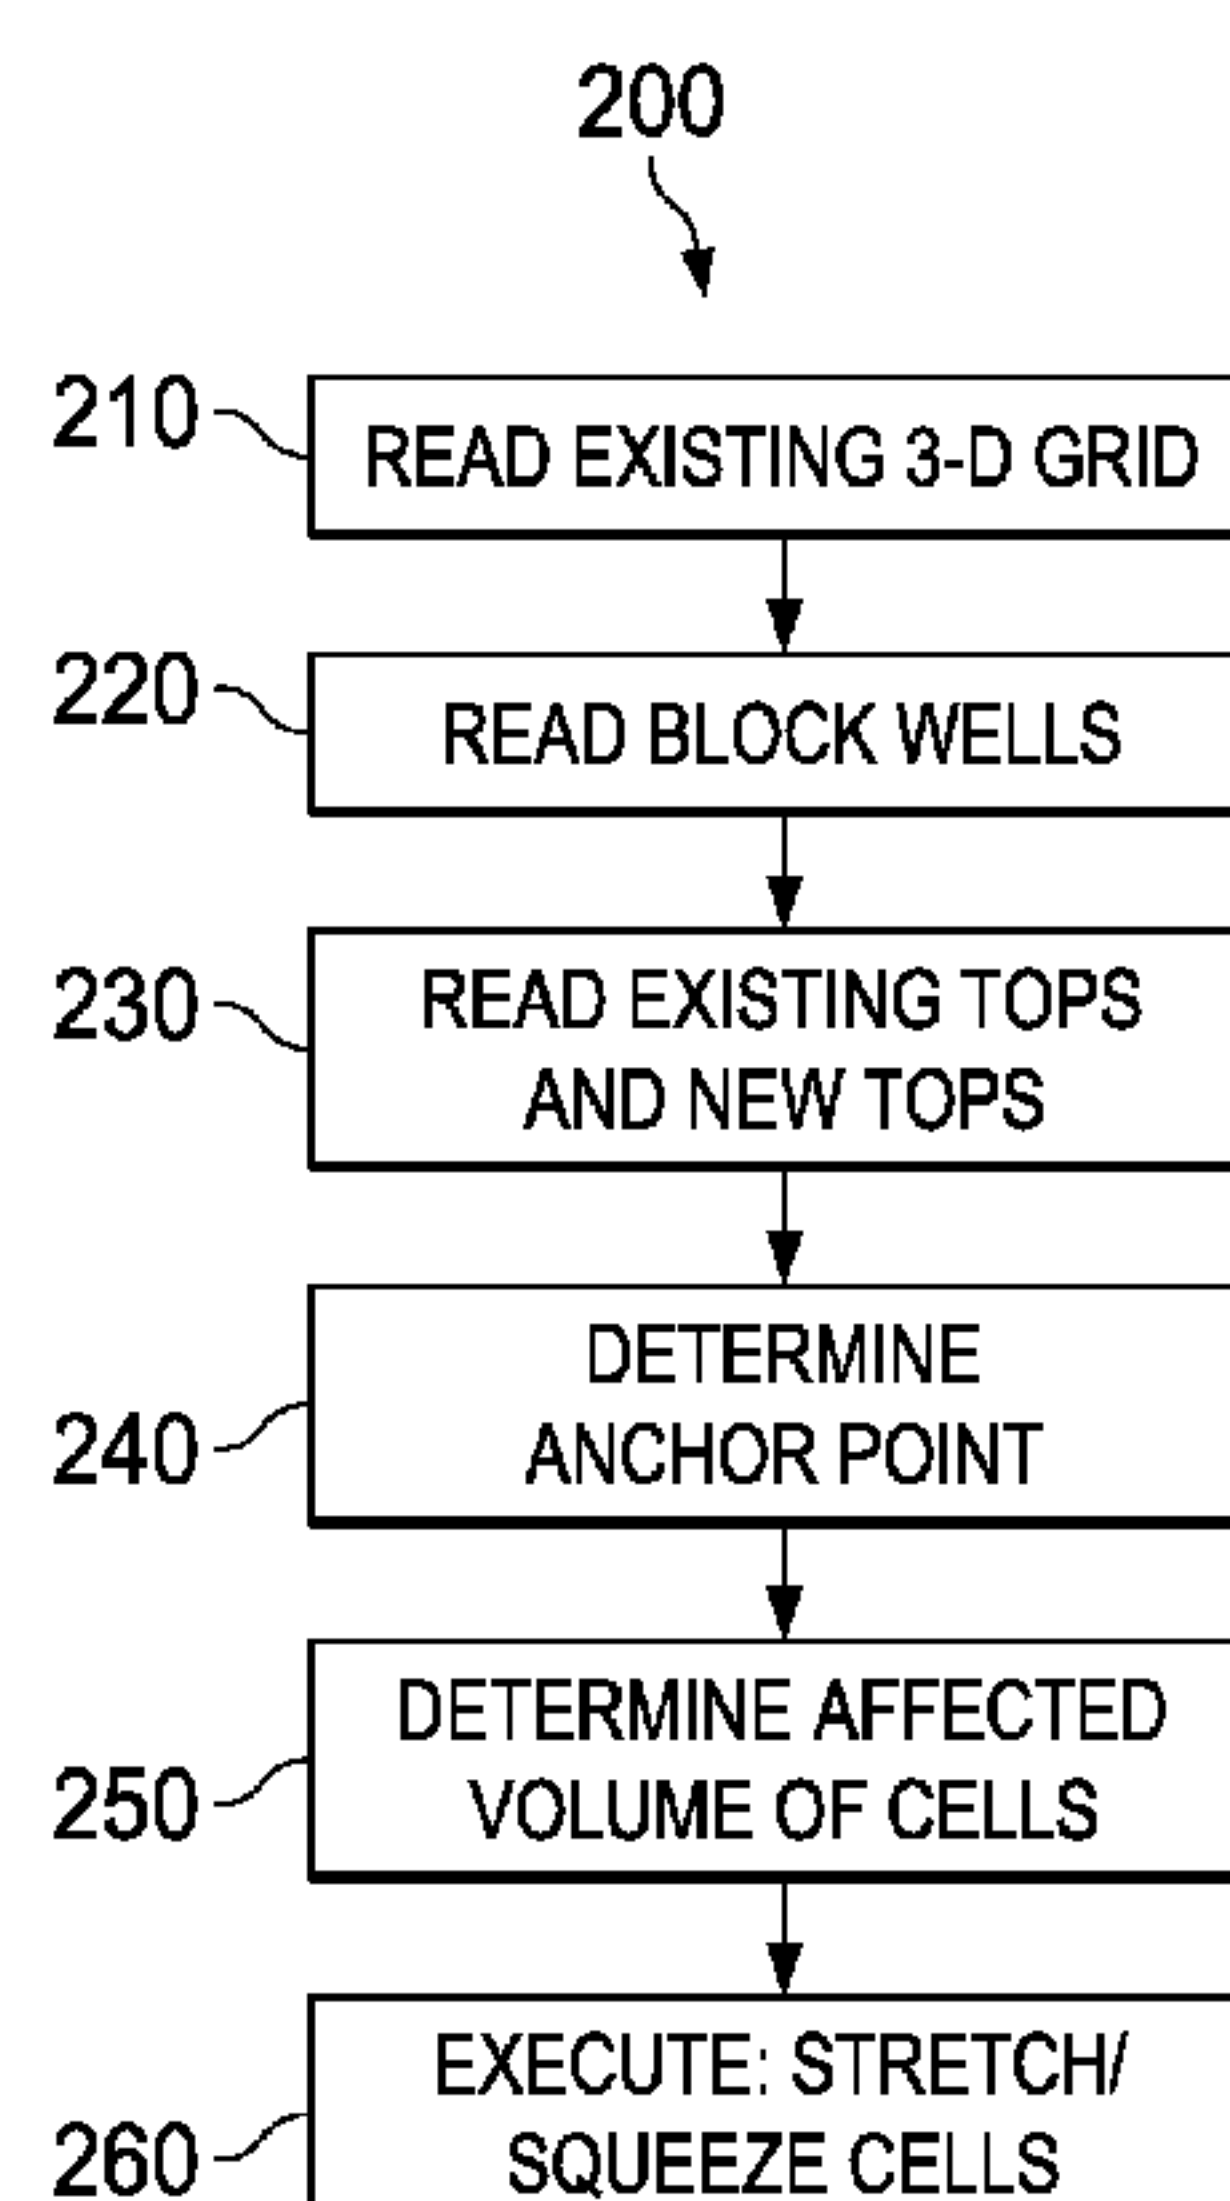 200
210
READ EXISTING 3-D GRID
220
READ BLOCK WELLS
230
READ EXISTING TOPS
AND NEW TOPS
240
DETERMINE
ANCHOR POINT
250
DETERMINE AFFECTED
VOLUME OF CELLS
260
EXECUTE: STRETCH/
SQUEEZE CELLS